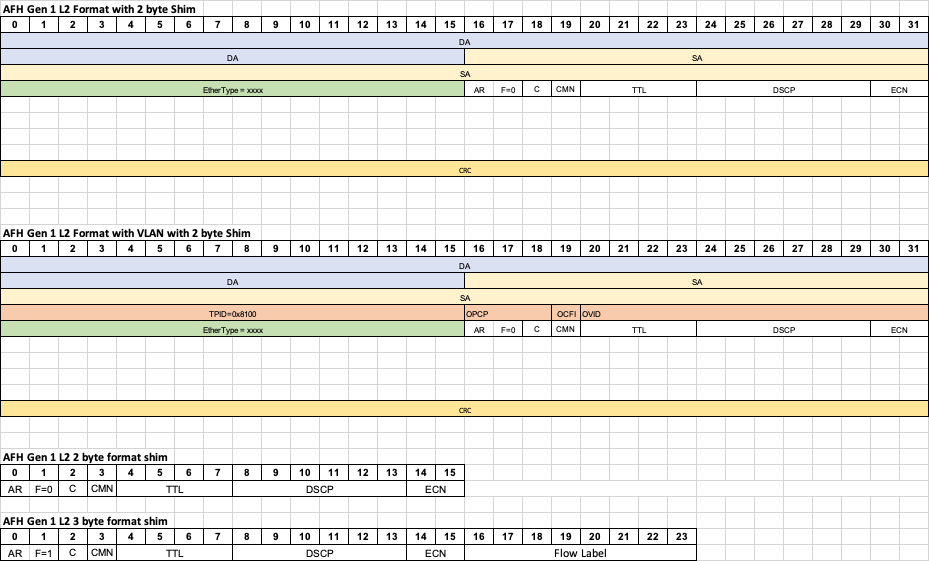 AFH Gen 1 L2 Format with 2 byte Shim
0 1 2 3 4 5 6 7 8 9 10 11 12 13 14 15 16 17 18 19 20 21 22 23 24 25 26 27 28 29 30 31
DA
DA SA
SA
EtherType = xxxx AR F=0 C CMN TTL DSCP ECN
CRC
AFH Gen 1 L2 Format with VLAN with 2 byte Shim
0 1 2 3 4 5 6 7 8 9 10 11 12 13 14 15 16 17 18 19 20 21 22 23 24 25 26 27 28 29 30 31
DA
DA SA
SA
TPID=0x8100 OPCP OCFI OVID
EtherType = xxxx AR F=0 C CMN TTL DSCP ECN
CRC
AFH Gen 1 L2 2 byte format shim
0 1 2 3 4 5 6 7 8 9 10 11 12 13 14 15
AR F=0 C CMN TTL DSCP ECN
AFH Gen 1 L2 3 byte format shim
0 1 2 3 4 5 6 7 8 9 10 11 12 13 14 15 16 17 18 19 20 21 22 23
AR F=1 C CMN TTL DSCP ECN Flow Label